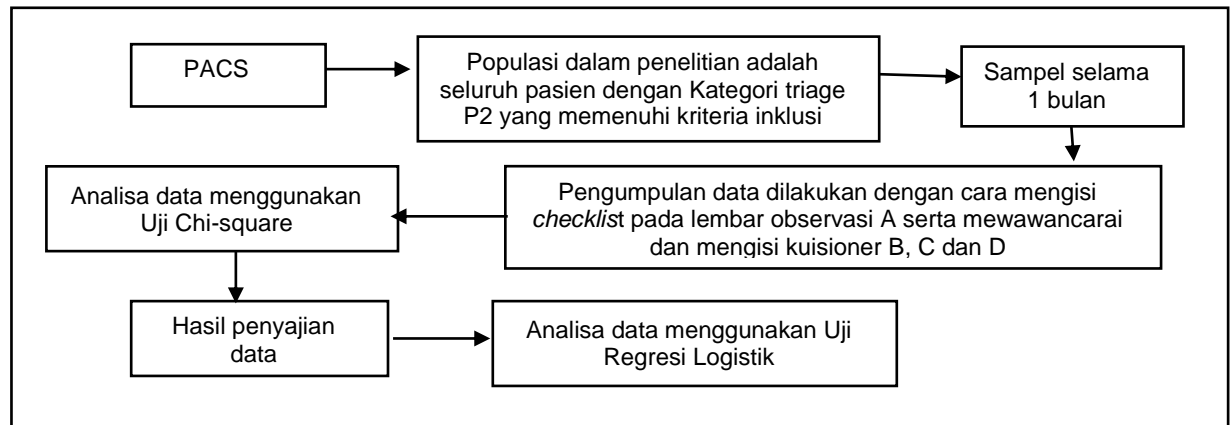 PACS
Populasi dalam penelitian adalah
seluruh pasien dengan Kategori triage
P2 yang memenuhi kriteria inklusi
Sampel selama
1 bulan
Pengumpulan data dilakukan dengan cara mengisi
checklist pada lembar observasi A serta mewawancarai
dan mengisi kuisioner B, C dan D
Analisa data menggunakan
Uji Chi-square
Hasil penyajian
data
Analisa data menggunakan Uji
Regresi Logistik